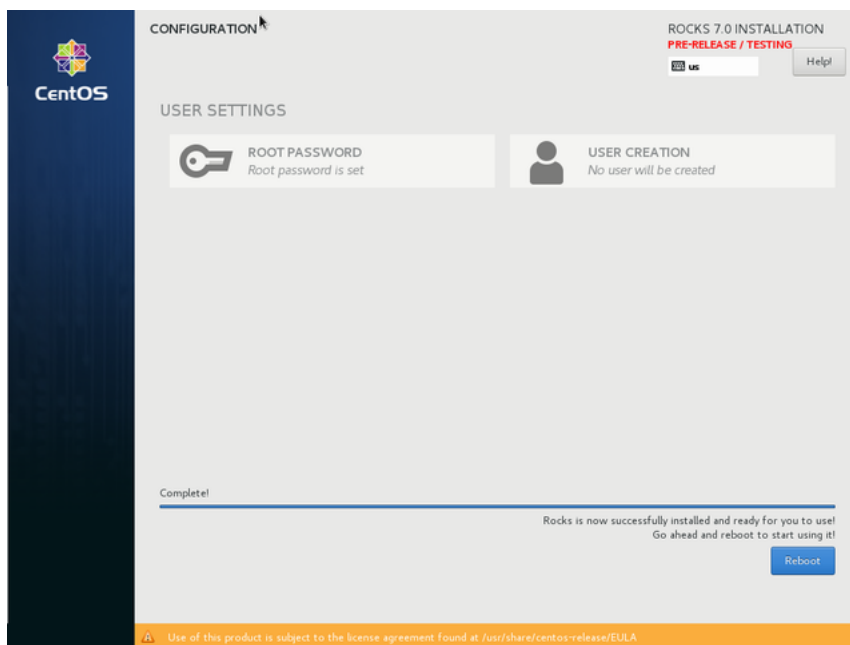 CONFIGURATION
ROCKS 7.0 INSTALLATION
PRE-RELEASE / TESTING
us
Help!
CentOS
USER SETTINGS
ROOT PASSWORD
Root password is set
USER CREATION
No user will be created
Complete!
Rocks is now successfully installed and ready for you to use!
Go ahead and reboot to start using it!
Reboot
Use of this product is subject to the license agreement found at /usr/share/centos-release/EULA